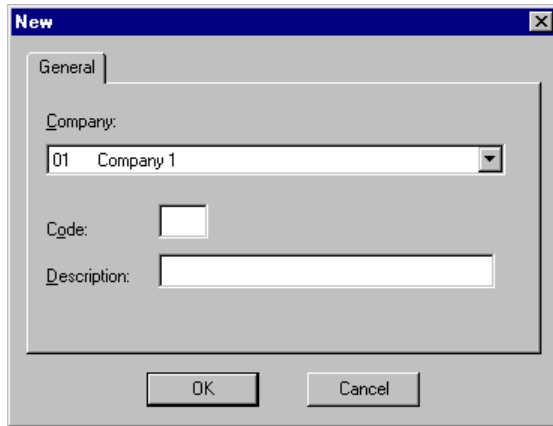 New
General
Company:
01 Company 1
Code:
Description:
OK Cancel